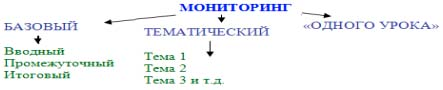 МОНИТОРИНГ
БАЗОВЫЙ
Вводный
Промежуточный
Итоговый
ТЕМАТИЧЕСКИЙ
Тема 1
Тема 2
Тема 3 и т.д.
«ОДНОГО УРОКА»